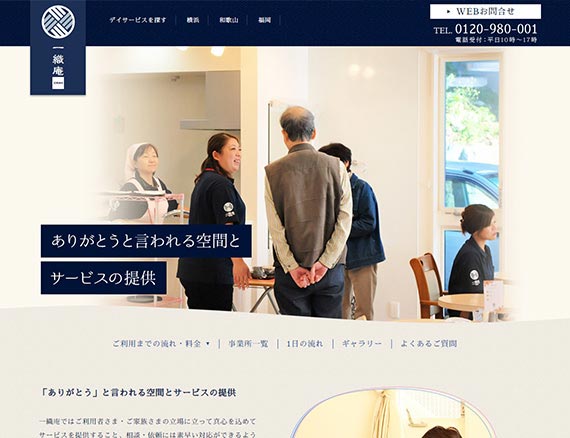 デイサービスを探す
横浜
和歌山
福岡
▶ WEBお問合せ
TEL. 0120-980-001
電話受付：平日10時～17時
一織庵
ありがとうと言われる空間と
サービスの提供
ご利用までの流れ・料金 ▼
事業所一覧
1日の流れ
ギャラリー
よくあるご質問
「ありがとう」と言われる空間とサービスの提供
一織庵ではご利用者さま・ご家族さまの立場に立って真心を込めて
サービスを提供すること、相談・依頼には素早い対応ができるよう